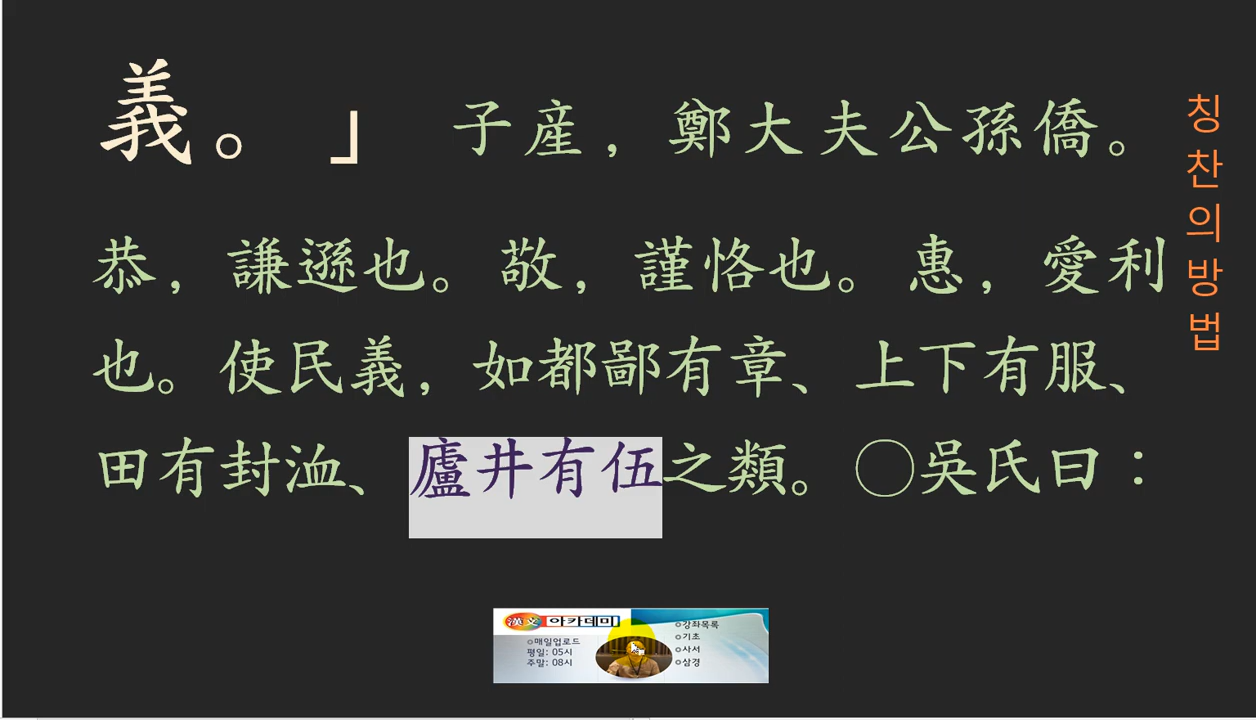 義。」 子産, 鄭大夫公孫僑。
恭, 謙遜也。敬, 謹恪也。惠, 愛利
也。使民義, 如都鄙有章、上下有服、
田有封洫、廬井有伍之類。◯吳氏曰:
칭찬의방법
漢文 아카데미
○매일업로드
평일: 05시
주말: 08시
○강좌목록
○기초
○사서
○삼경